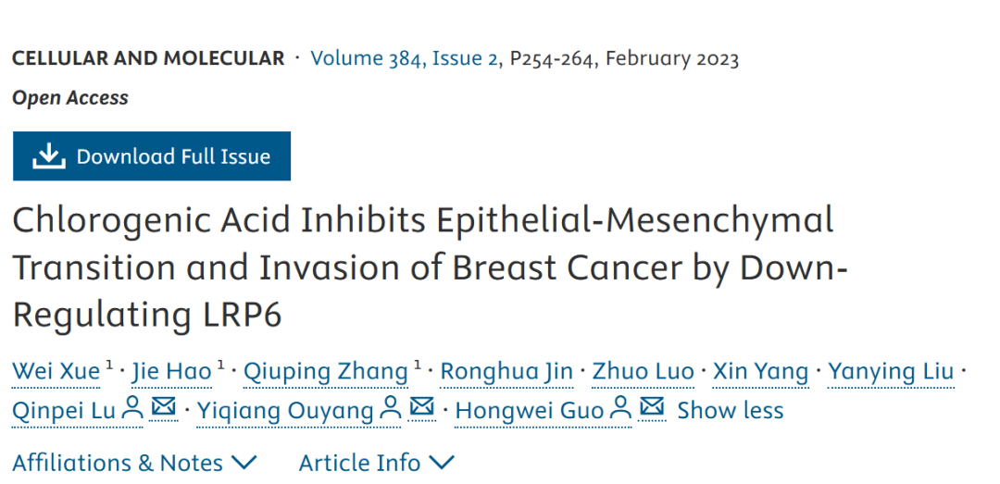 CELLULAR AND MOLECULAR · Volume 384, Issue 2, P254-264, February 2023
Open Access
Download Full Issue
Chlorogenic Acid Inhibits Epithelial-Mesenchymal
Transition and Invasion of Breast Cancer by Down-
Regulating LRP6
Wei Xue ¹ · Jie Hao ¹ · Qiuping Zhang ¹ · Ronghua Jin · Zhuo Luo · Xin Yang · Yanying Liu ·
Qinpei Lu · Yiqiang Ouyang · Hongwei Guo Show less
Affiliations & Notes Article Info